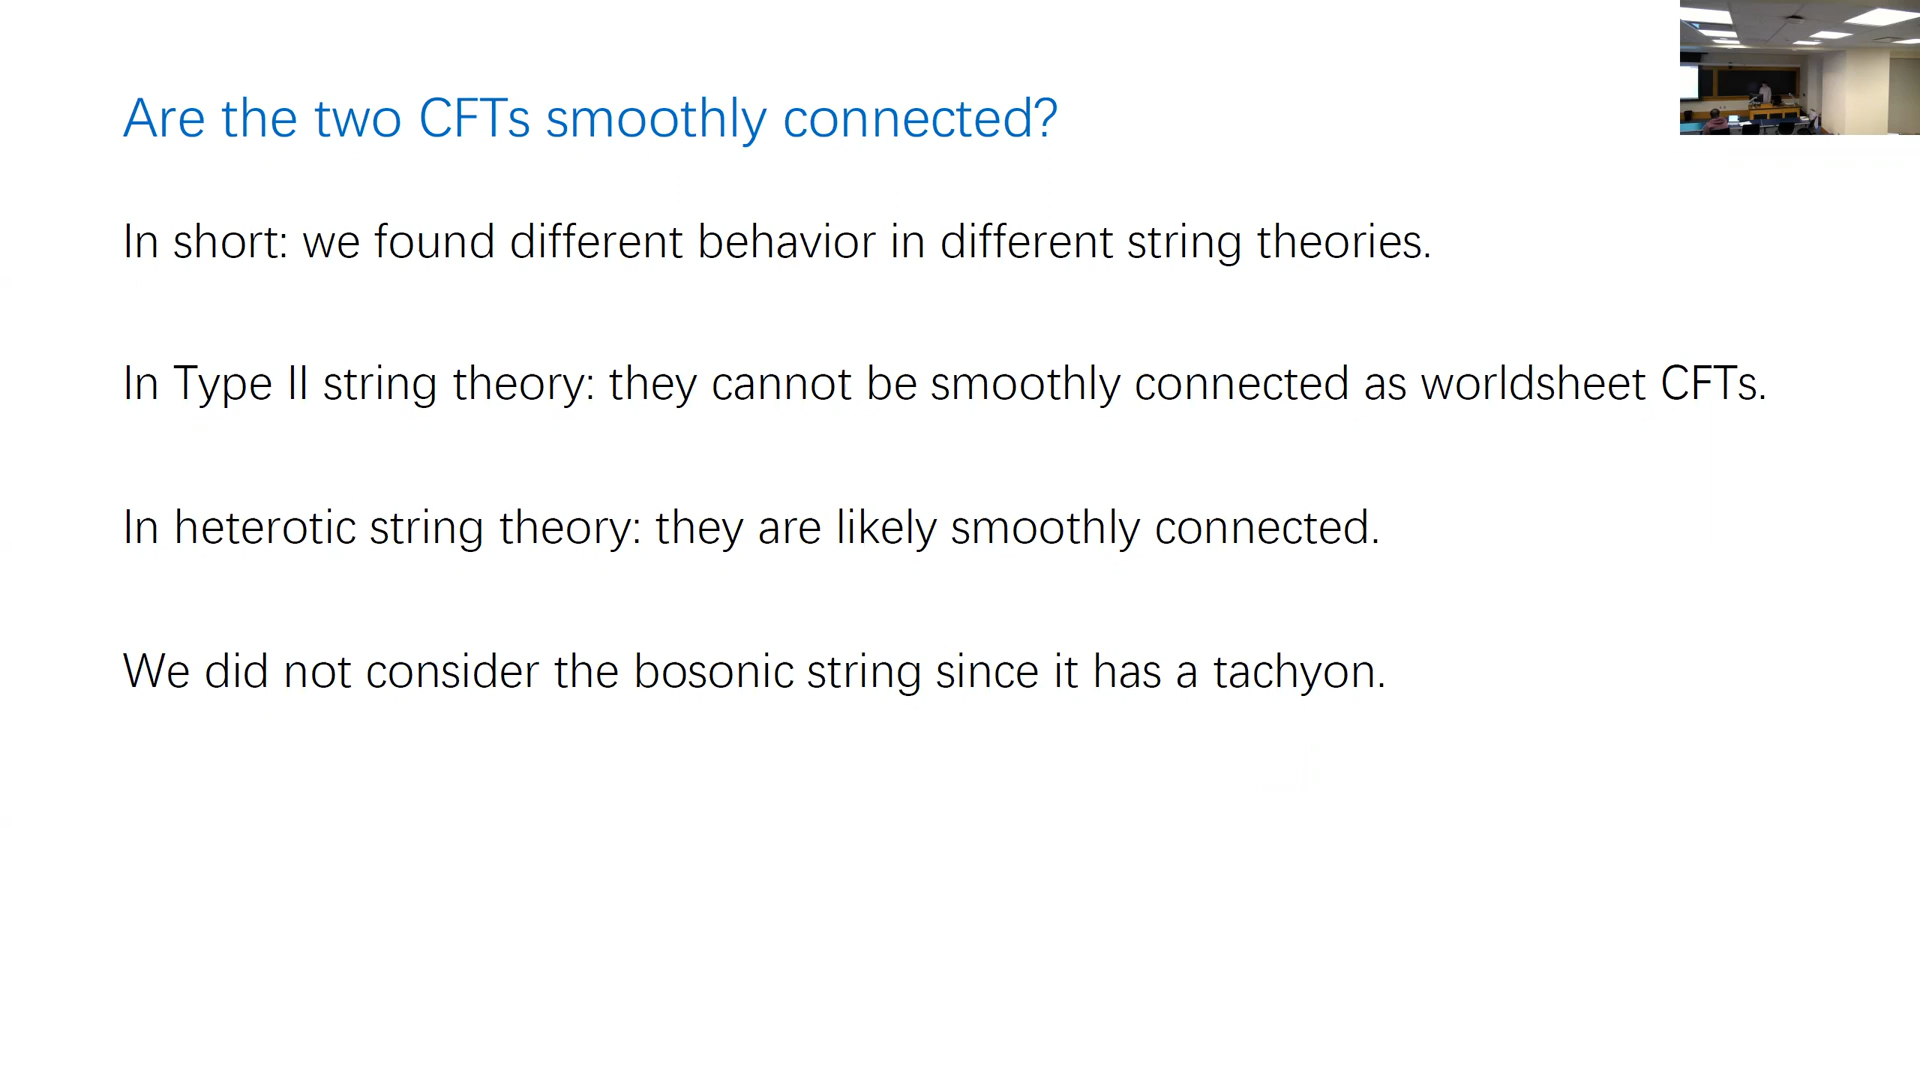 Are the two CFTs smoothly connected?
In short: we found different behavior in different string theories.
In Type II string theory: they cannot be smoothly connected as worldsheet CFTs.
In heterotic string theory: they are likely smoothly connected.
We did not consider the bosonic string since it has a tachyon.